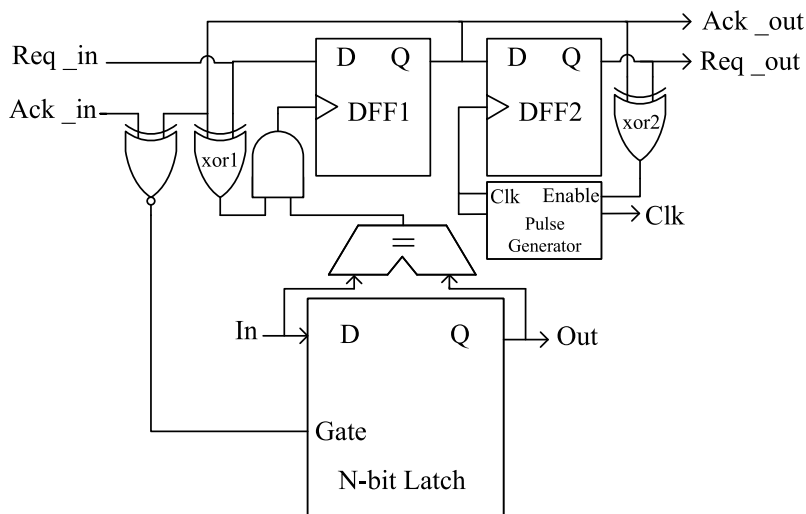 Ack _out
Req _in
D Q
D Q
Req _out
Ack _in
DFF1
DFF2
xor1
xor2
Clk Enable
Clk
Pulse
Generator
=
In
D Q
Out
Gate
N-bit Latch